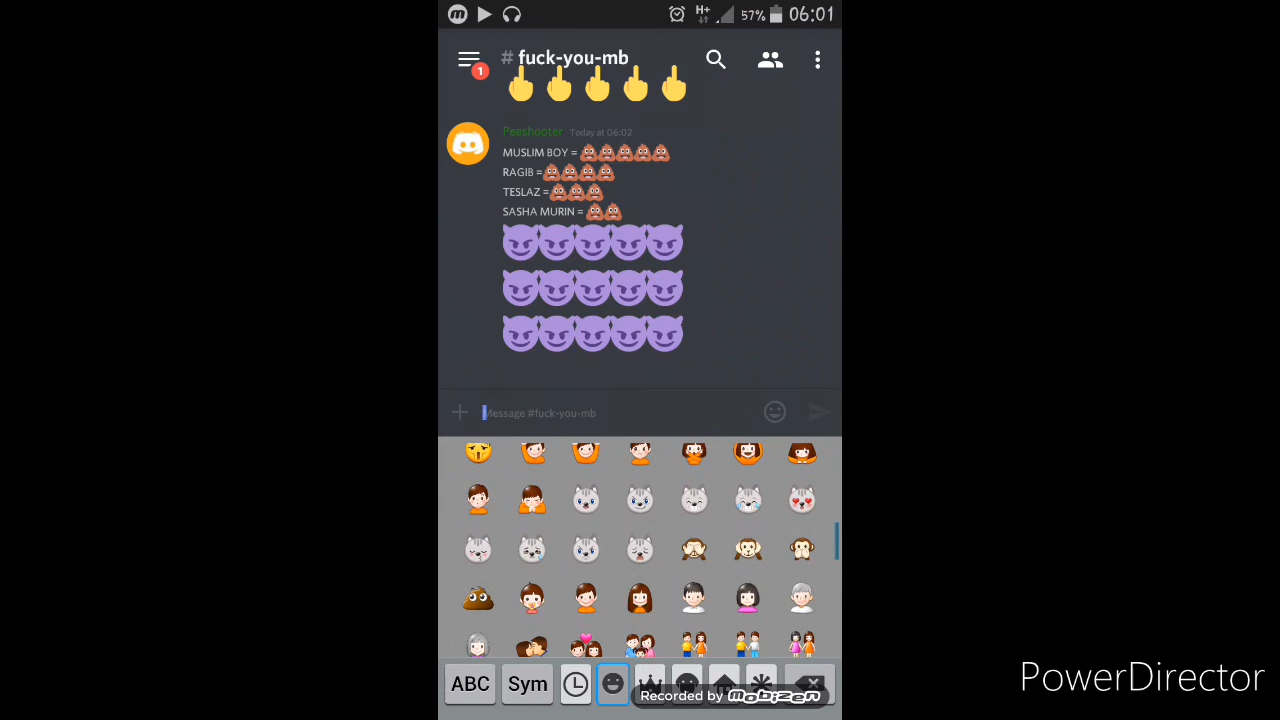 57% 06:01
1
# fuck-you-mb
🖕🖕🖕🖕🖕
Peashooter Today at 06:02
MUSLIM BOY = 💩💩💩💩💩
RAGIB =💩💩💩💩
TESLAZ =💩💩💩
SASHA MURIN = 💩💩
😈😈😈😈😈
😈😈😈😈😈
😈😈😈😈😈
Message #fuck-you-mb
ABC Sym
Recorded by mobizen
PowerDirector